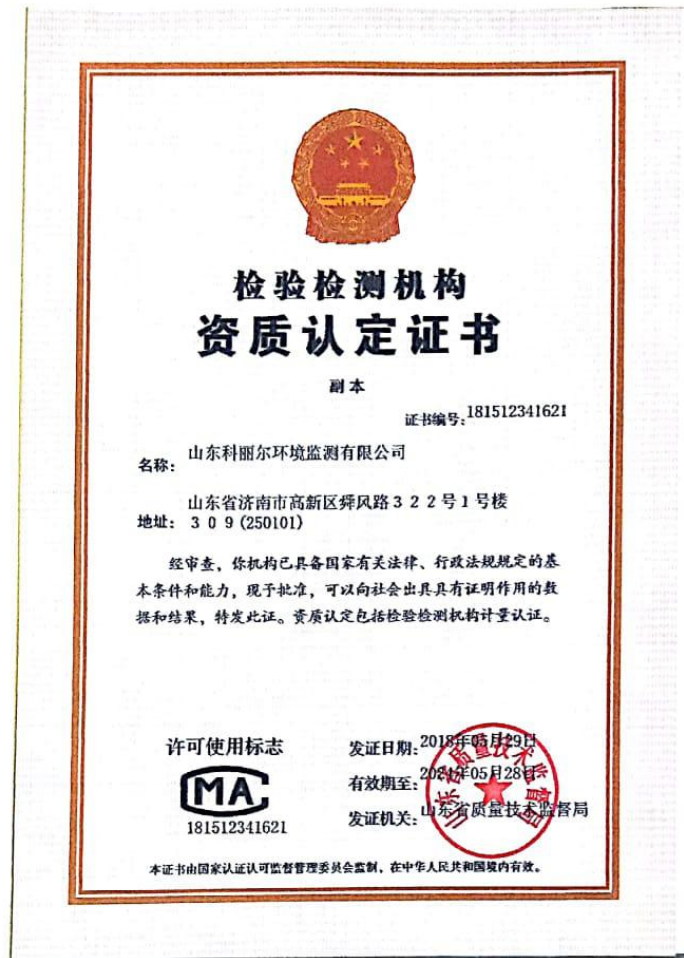 检验检测机构
资质认定证书
副本
证书编号:181512341621
名称: 山东科丽尔环境监测有限公司
山东省济南市高新区舜风路322号1号楼
地址: 309(250101)
经审查，你机构已具备国家有关法律、行政法规规定的基
本条件和能力，现予批准，可以向社会出具具有证明作用的数
据和结果，特发此证。资质认定包括检验检测机构计量认证。
许可使用标志
MA
181512341621
发证日期: 2018年05月29日
有效期至: 2024年05月28日
发证机关: 山东省质量技术监督局
山东省质量技术监督局
本证书由国家认证认可监督管理委员会监制，在中华人民共和国境内有效。